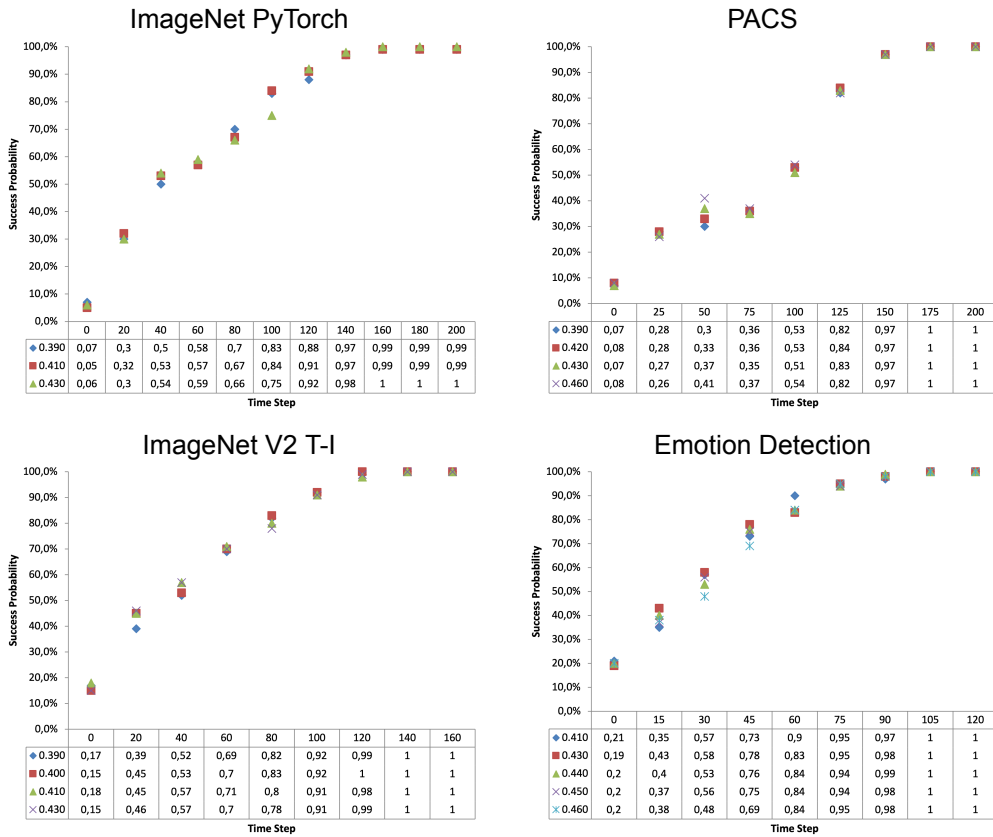 ImageNet PyTorch
100,0%
90,0%
80,0%
70,0%
60,0%
50,0%
40,0%
30,0%
20,0%
10,0%
0,0%
Success Probability
0 20 40 60 80 100 120 140 160 180 200
0.390 0,07 0,3 0,5 0,58 0,7 0,83 0,88 0,97 0,99 0,99 0,99
0.410 0,05 0,32 0,53 0,57 0,67 0,84 0,91 0,97 0,99 0,99 0,99
0.430 0,06 0,3 0,54 0,59 0,66 0,75 0,92 0,98 1 1 1
Time Step
PACS
100,0%
90,0%
80,0%
70,0%
60,0%
50,0%
40,0%
30,0%
20,0%
10,0%
0,0%
Success Probability
0 25 50 75 100 125 150 175 200
0.390 0,07 0,28 0,3 0,36 0,53 0,82 0,97 1 1
0.420 0,08 0,28 0,33 0,36 0,53 0,84 0,97 1 1
0.430 0,07 0,27 0,37 0,35 0,51 0,83 0,97 1 1
0.460 0,08 0,26 0,41 0,37 0,54 0,82 0,97 1 1
Time Step
ImageNet V2 T-I
100,0%
90,0%
80,0%
70,0%
60,0%
50,0%
40,0%
30,0%
20,0%
10,0%
0,0%
Success Probability
0 20 40 60 80 100 120 140 160
0.390 0,17 0,39 0,52 0,69 0,82 0,92 0,99 1 1
0.400 0,15 0,45 0,53 0,7 0,83 0,92 1 1 1
0.410 0,18 0,45 0,57 0,71 0,8 0,91 0,98 1 1
0.430 0,15 0,46 0,57 0,7 0,78 0,91 0,99 1 1
Time Step
Emotion Detection
100,0%
90,0%
80,0%
70,0%
60,0%
50,0%
40,0%
30,0%
20,0%
10,0%
0,0%
Success Probability
0 15 30 45 60 75 90 105 120
0.410 0,21 0,35 0,57 0,73 0,9 0,95 0,97 1 1
0.430 0,19 0,43 0,58 0,78 0,83 0,95 0,98 1 1
0.440 0,2 0,4 0,53 0,76 0,84 0,94 0,99 1 1
0.450 0,2 0,37 0,56 0,75 0,84 0,94 0,98 1 1
0.460 0,2 0,38 0,48 0,69 0,84 0,95 0,98 1 1
Time Step